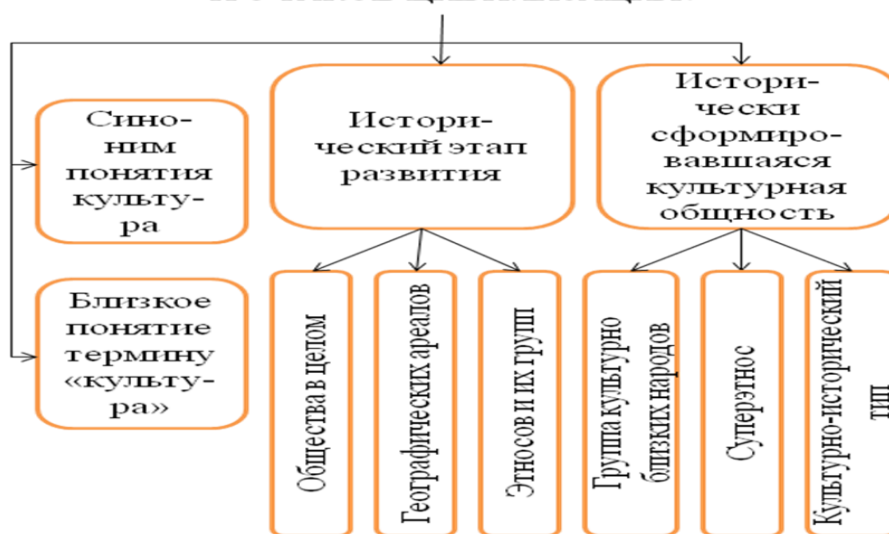 Сино-
ним
понятия
культу-
ра
Близкое
понятие
термину
«культу-
ра»
Истори-
ческий этап
развития
Истори-
чески
сформиро-
вавшаяся
культурная
общность
Общества в целом
Географических ареалов
Этносов и их групп
Группа культурно
близких народов
Суперэтнос
Культурно-исторический
тип